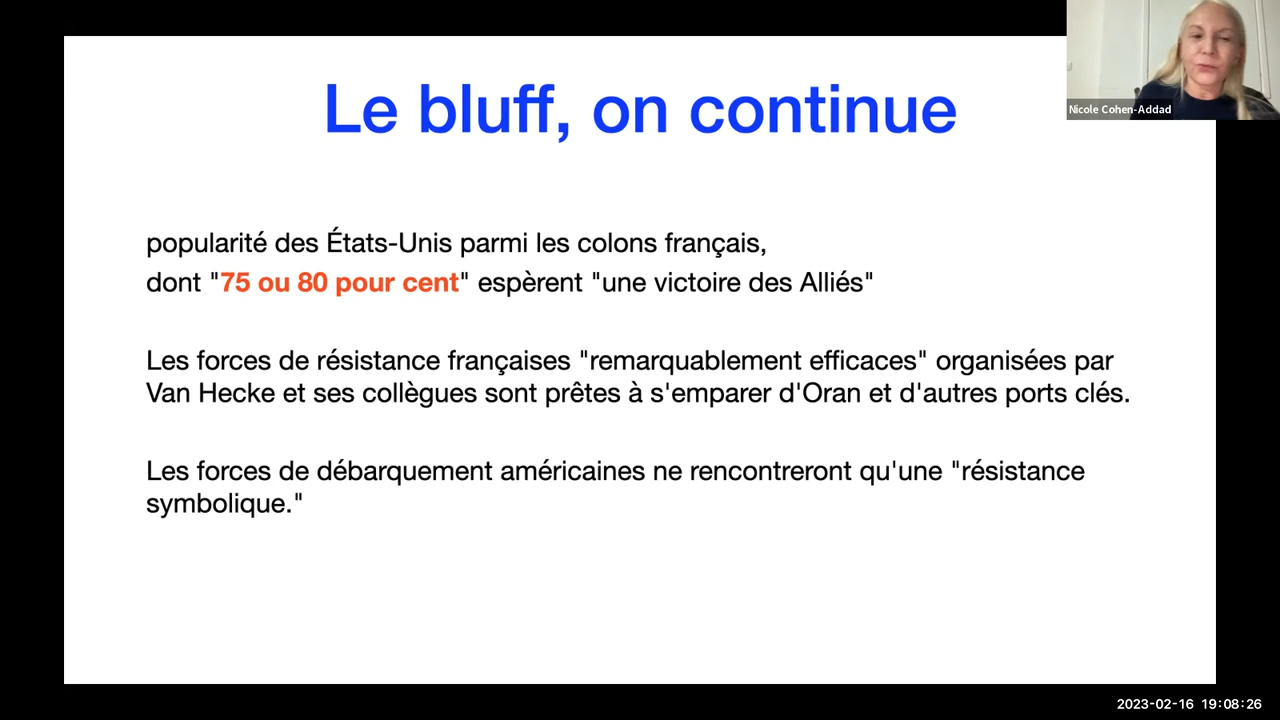 Le bluff, on continue
Nicole Cohen-Addad
popularité des États-Unis parmi les colons français,
dont "75 ou 80 pour cent" espèrent "une victoire des Alliés"
Les forces de résistance françaises "remarquablement efficaces" organisées par
Van Hecke et ses collègues sont prêtes à s'emparer d'Oran et d'autres ports clés.
Les forces de débarquement américaines ne rencontreront qu'une "résistance
symbolique."
2023-02-16 19:08:26